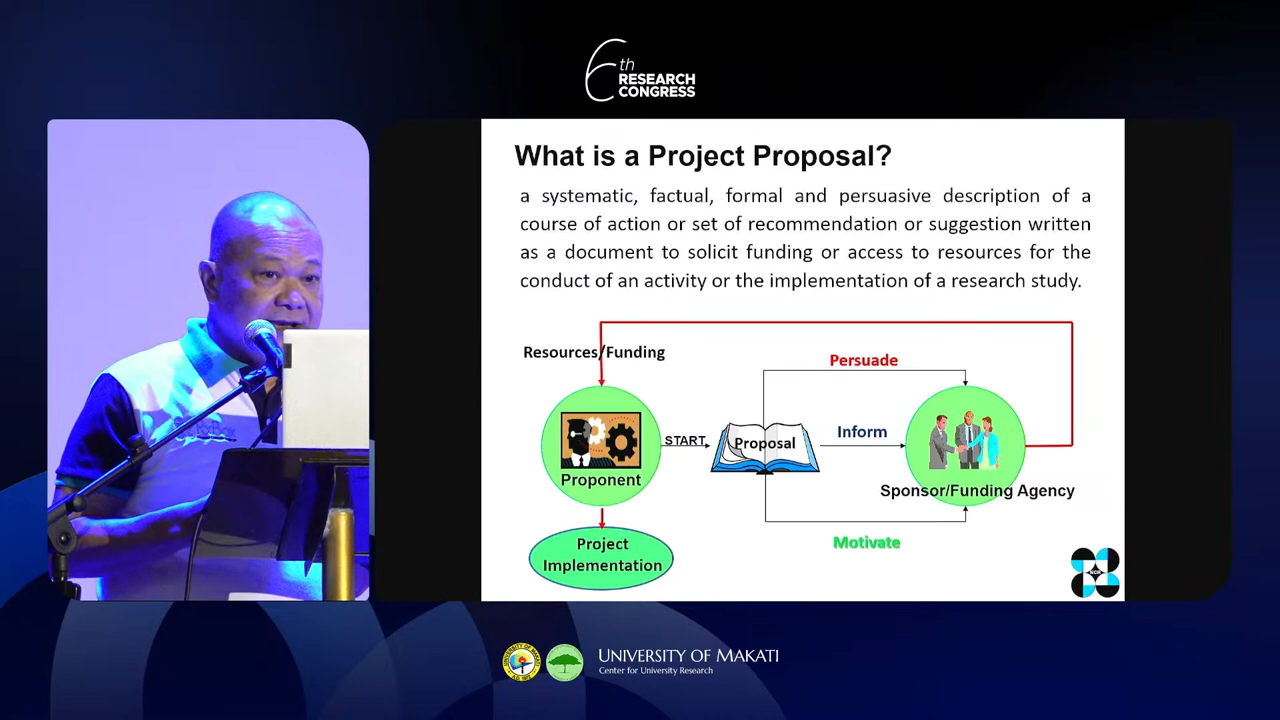 6th
RESEARCH
CONGRESS
What is a Project Proposal?
a systematic, factual, formal and persuasive description of a
course of action or set of recommendation or suggestion written
as a document to solicit funding or access to resources for the
conduct of an activity or the implementation of a research study.
Resources/Funding
Persuade
START
Proposal
Inform
Proponent
Sponsor/Funding Agency
Motivate
Project
Implementation
RxBox
UNIVERSITY OF MAKATI
Center for University Research